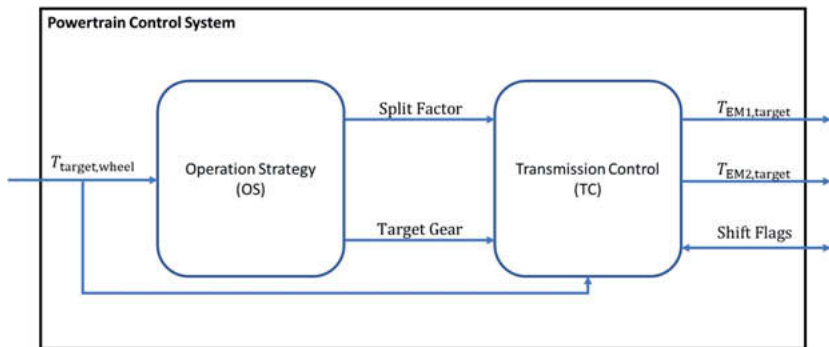 Powertrain Control System
T_target,wheel
Operation Strategy
(OS)
Split Factor
Target Gear
Transmission Control
(TC)
T_EM1,target
T_EM2,target
Shift Flags